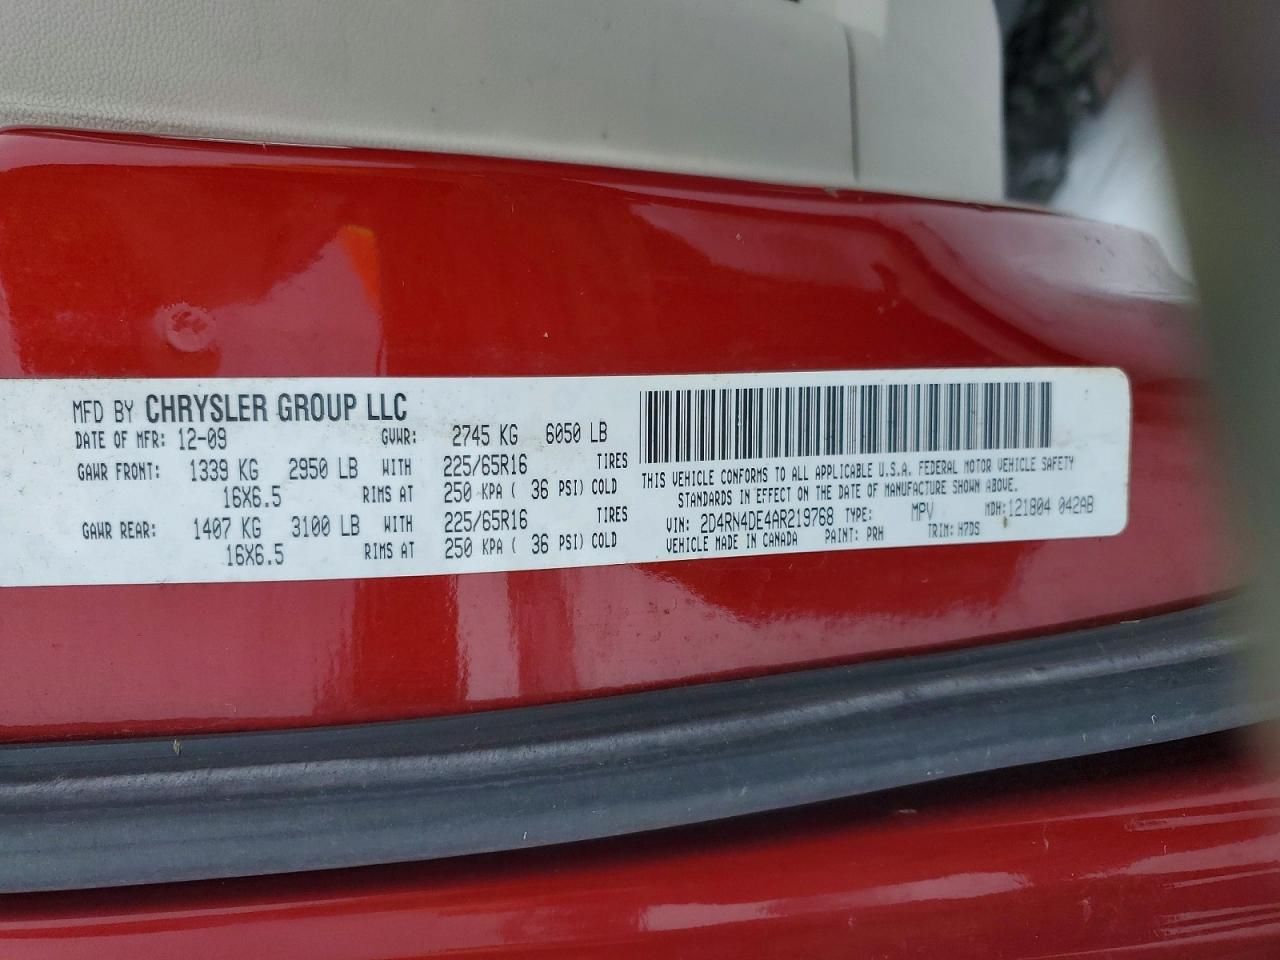 MFD BY CHRYSLER GROUP LLC
DATE OF MFR: 12-09 GVWR: 2745 KG 6050 LB
GAWR FRONT: 1339 KG 2950 LB WITH 225/65R16 TIRES
16X6.5 RIMS AT 250 KPA ( 36 PSI) COLD
GAWR REAR: 1407 KG 3100 LB WITH 225/65R16 TIRES
16X6.5 RIMS AT 250 KPA ( 36 PSI) COLD
THIS VEHICLE CONFORMS TO ALL APPLICABLE U.S.A. FEDERAL MOTOR VEHICLE SAFETY
STANDARDS IN EFFECT ON THE DATE OF MANUFACTURE SHOWN ABOVE.
VIN: 2D4RN4DE4AR219768 TYPE: MPV MDH: 121804 042AB
VEHICLE MADE IN CANADA PAINT: PRH TRIM: H7DS